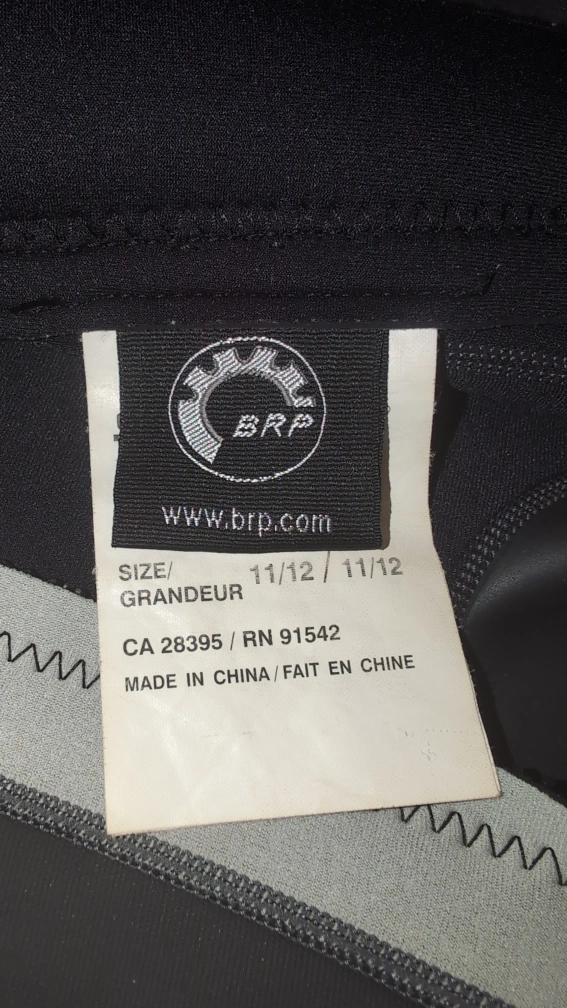 BRP
www.brp.com
SIZE/ 11/12 / 11/12
GRANDEUR
CA 28395 / RN 91542
MADE IN CHINA / FAIT EN CHINE